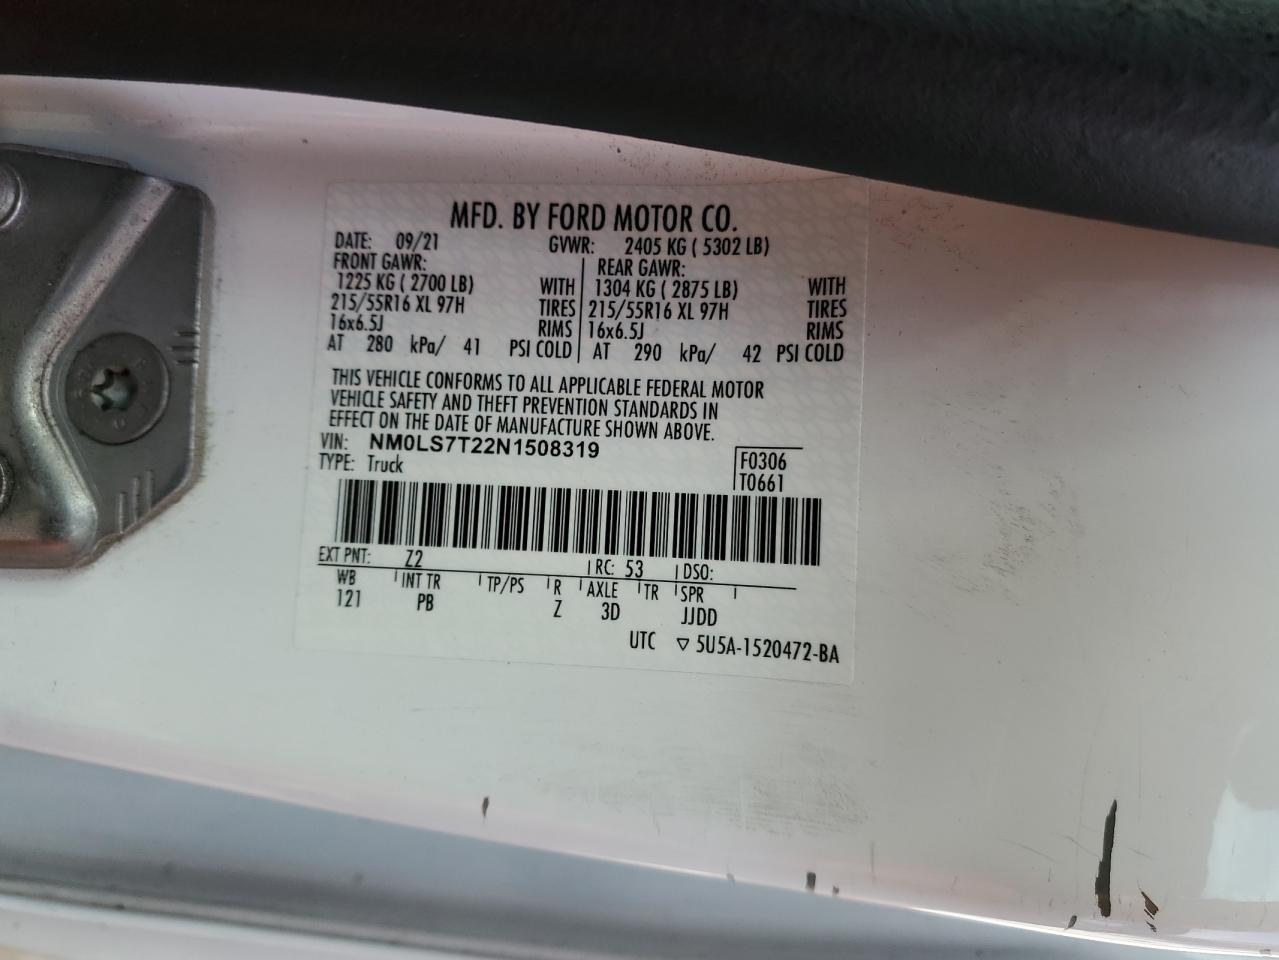 MFD. BY FORD MOTOR CO.
DATE: 09/21 GVWR: 2405 KG ( 5302 LB)
FRONT GAWR: REAR GAWR:
1225 KG ( 2700 LB) WITH 1304 KG ( 2875 LB) WITH
215/55R16 XL 97H TIRES 215/55R16 XL 97H TIRES
16x6.5J RIMS 16x6.5J RIMS
AT 280 kPa/ 41 PSI COLD AT 290 kPa/ 42 PSI COLD
THIS VEHICLE CONFORMS TO ALL APPLICABLE FEDERAL MOTOR
VEHICLE SAFETY AND THEFT PREVENTION STANDARDS IN
EFFECT ON THE DATE OF MANUFACTURE SHOWN ABOVE.
VIN: NM0LS7T22N1508319
TYPE: Truck
F0306
T0661
EXT PNT: Z2 RC: 53 DSO:
WB INT TR TP/PS R AXLE TR SPR
121 PB Z 3D JJDD
UTC ▽ 5U5A-1520472-BA